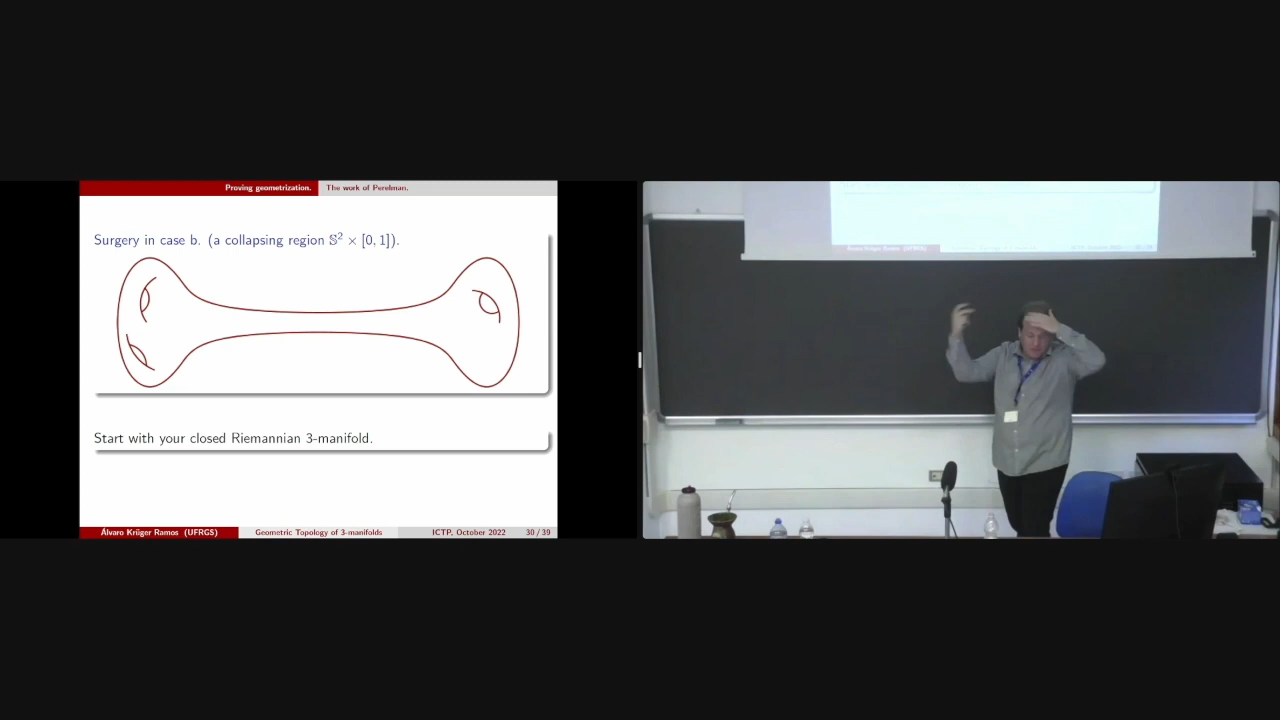 Proving geometrization. The work of Perelman.
Surgery in case b. (a collapsing region 𝕊² × [0, 1]).
Start with your closed Riemannian 3-manifold.
Álvaro Krüger Ramos (UFRGS) Geometric Topology of 3-manifolds ICTP, October 2022 30 / 39